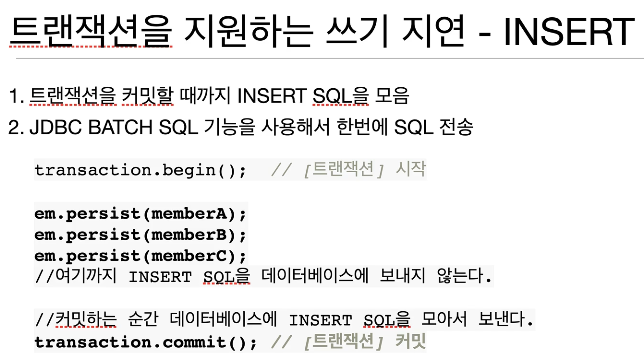 트랜잭션을 지원하는 쓰기 지연 - INSERT
1. 트랜잭션을 커밋할 때까지 INSERT SQL을 모음
2. JDBC BATCH SQL 기능을 사용해서 한번에 SQL 전송
transaction.begin();  // [트랜잭션] 시작
em.persist(memberA);
em.persist(memberB);
em.persist(memberC);
//여기까지 INSERT SQL을 데이터베이스에 보내지 않는다.
//커밋하는 순간 데이터베이스에 INSERT SQL을 모아서 보낸다.
transaction.commit(); // [트랜잭션] 커밋